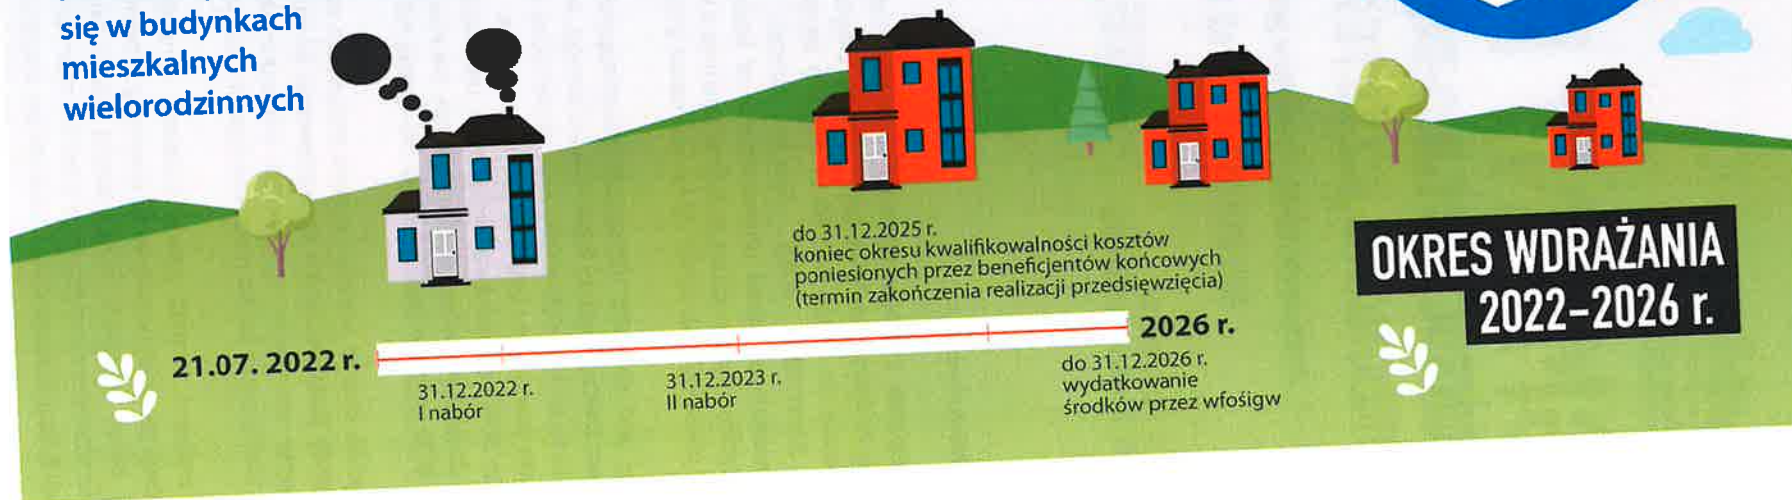 się w budynkach
mieszkalnych
wielorodzinnych
do 31.12.2025 r.
koniec okresu kwalifikowalności kosztów
poniesionych przez beneficjentów końcowych
(termin zakończenia realizacji przedsięwzięcia)
OKRES WDRAŻANIA
2022–2026 r.
21.07. 2022 r.
2026 r.
31.12.2022 r.
I nabór
31.12.2023 r.
II nabór
do 31.12.2026 r.
wydatkowanie
środków przez wfośigw